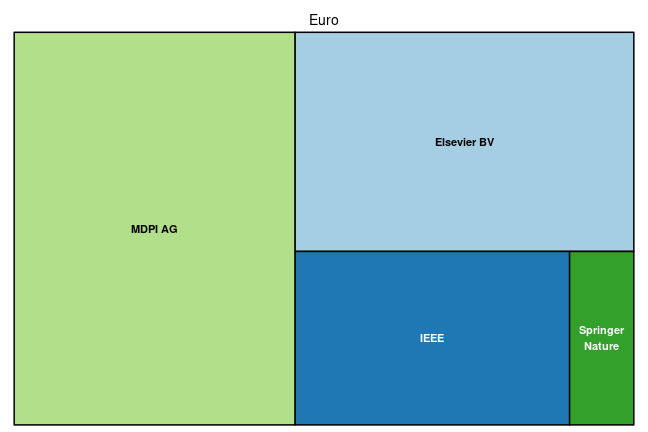 Euro
Elsevier BV
MDPI AG
IEEE
Springer
Nature